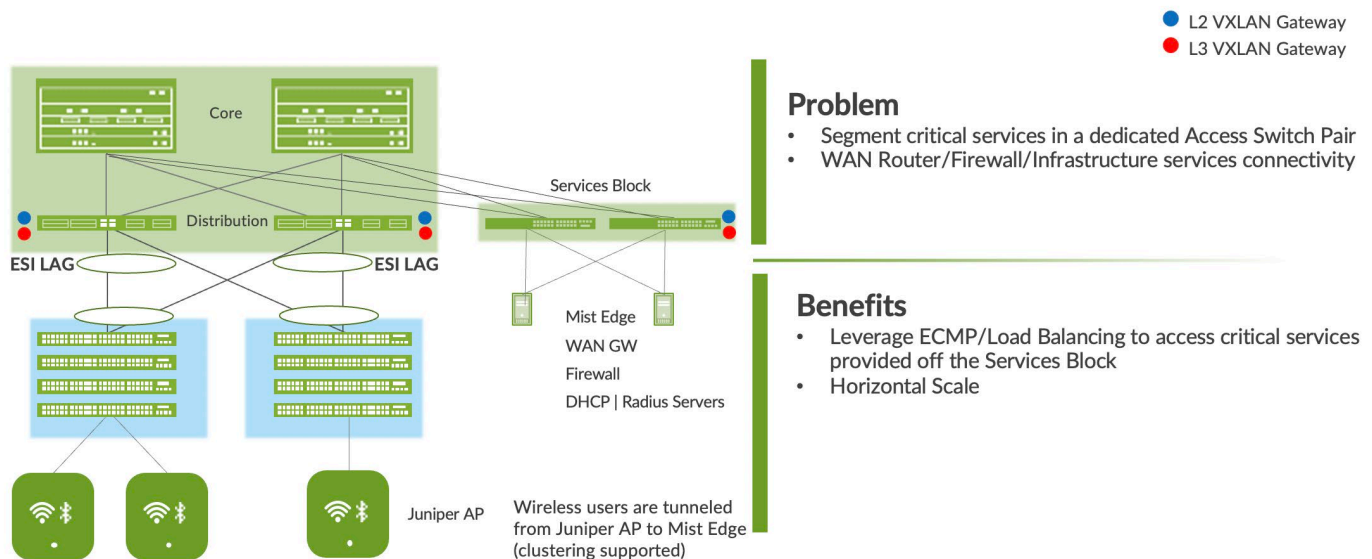 L2 VXLAN Gateway
L3 VXLAN Gateway
Core
Services Block
Distribution
ESI LAG
ESI LAG
Mist Edge
WAN GW
Firewall
DHCP | Radius Servers
Juniper AP
Wireless users are tunneled
from Juniper AP to Mist Edge
(clustering supported)
Problem
• Segment critical services in a dedicated Access Switch Pair
• WAN Router/Firewall/Infrastructure services connectivity
Benefits
• Leverage ECMP/Load Balancing to access critical services
provided off the Services Block
• Horizontal Scale